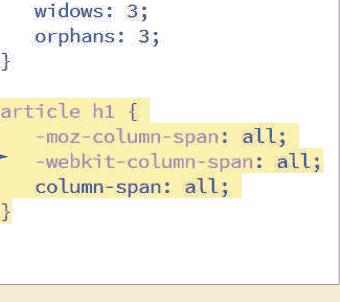 widows: 3;
orphans: 3;
}
article h1 {
-moz-column-span: all;
-webkit-column-span: all;
column-span: all;
}